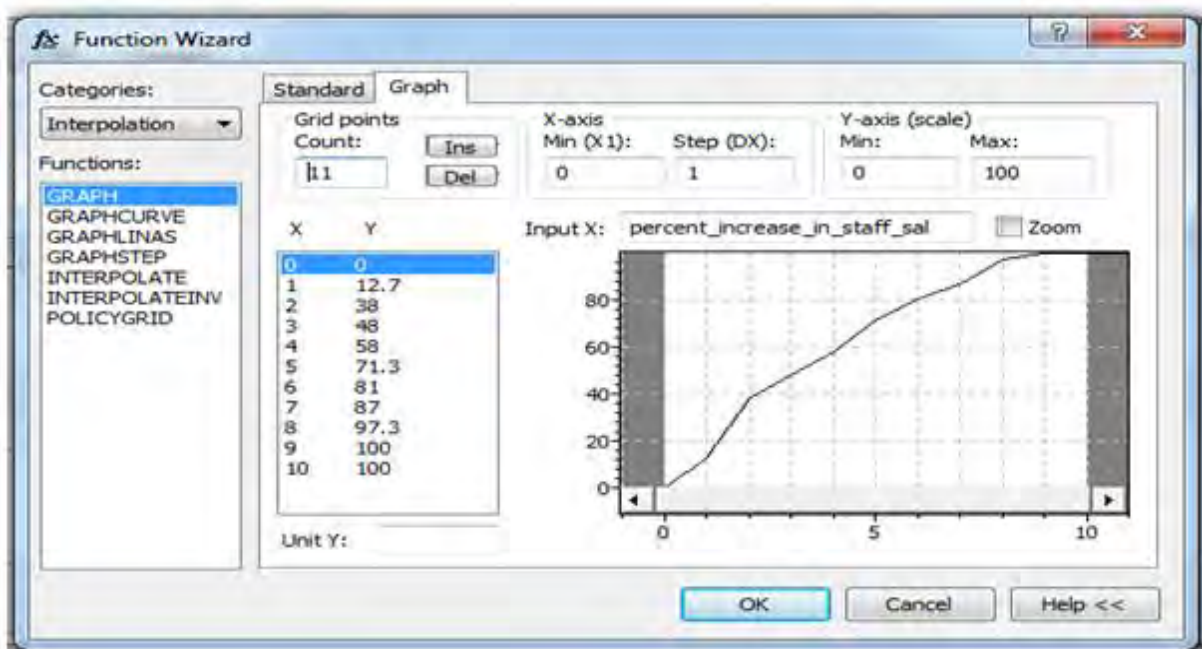 fx Function Wizard
Categories:
Interpolation
Functions:
GRAPH
GRAPHCURVE
GRAPHLINAS
GRAPHSTEP
INTERPOLATE
INTERPOLATEINV
POLICYGRID
Standard Graph
Grid points
Count:
11
Ins
Del
X-axis
Min (X1): Step (DX):
0 1
Y-axis (scale)
Min: Max:
0 100
X Y
0 0
1 12.7
2 38
3 48
4 58
5 71.3
6 81
7 87
8 97.3
9 100
10 100
Unit Y:
Input X: percent_increase_in_staff_sal Zoom
80
60
40
20
0
0 5 10
OK Cancel Help <<